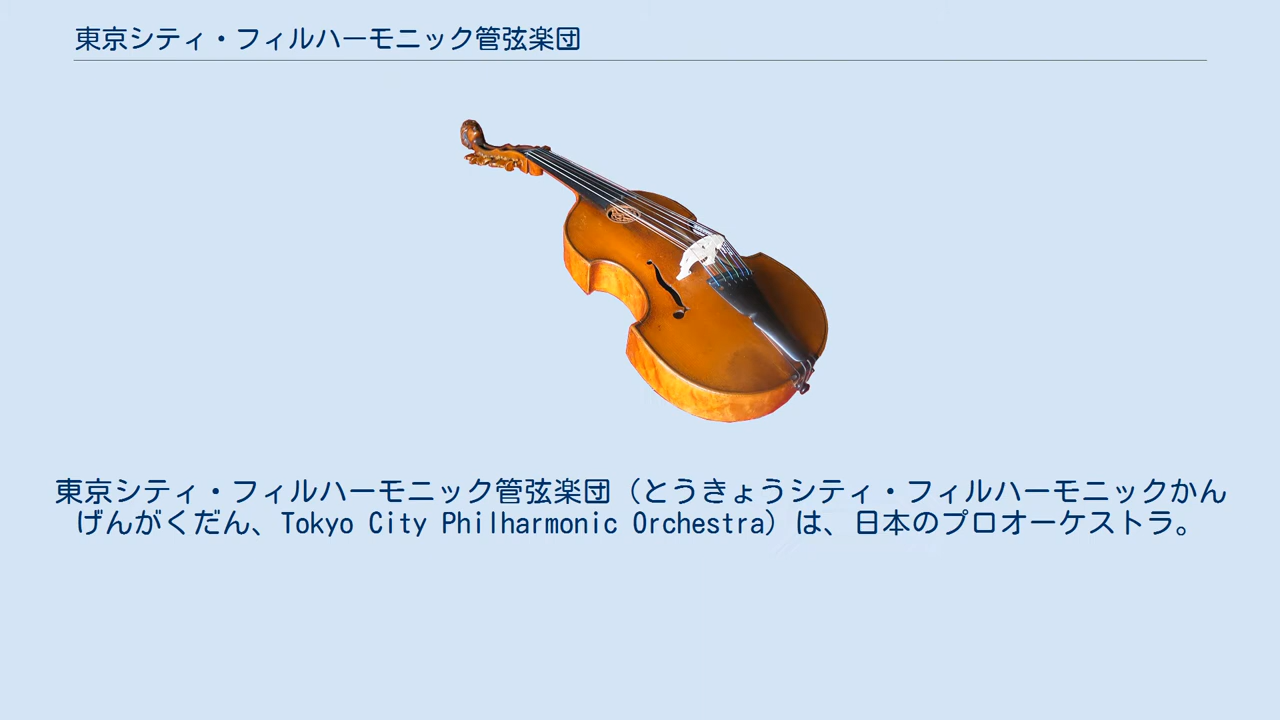 東京シティ・フィルハーモニック管弦楽団
東京シティ・フィルハーモニック管弦楽団（とうきょうシティ・フィルハーモニックかん
げんがくだん、Tokyo City Philharmonic Orchestra）は、日本のプロオーケストラ。